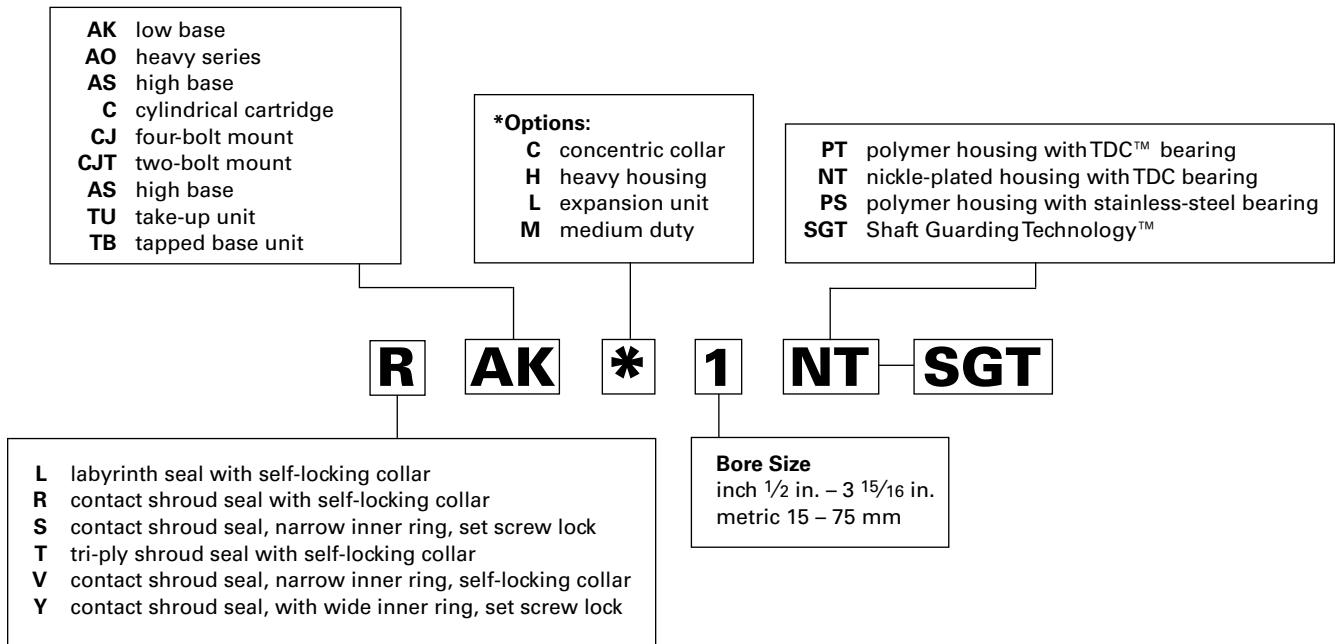 AK low base
AO heavy series
AS high base
C cylindrical cartridge
CJ four-bolt mount
CJT two-bolt mount
AS high base
TU take-up unit
TB tapped base unit
*Options:
C concentric collar
H heavy housing
L expansion unit
M medium duty
PT polymer housing with TDC™ bearing
NT nickle-plated housing with TDC bearing
PS polymer housing with stainless-steel bearing
SGT Shaft Guarding Technology™
R AK * 1 NT SGT
L labyrinth seal with self-locking collar
R contact shroud seal with self-locking collar
S contact shroud seal, narrow inner ring, set screw lock
T tri-ply shroud seal with self-locking collar
V contact shroud seal, narrow inner ring, self-locking collar
Y contact shroud seal, with wide inner ring, set screw lock
Bore Size
inch 1/2 in. – 3 15/16 in.
metric 15 – 75 mm